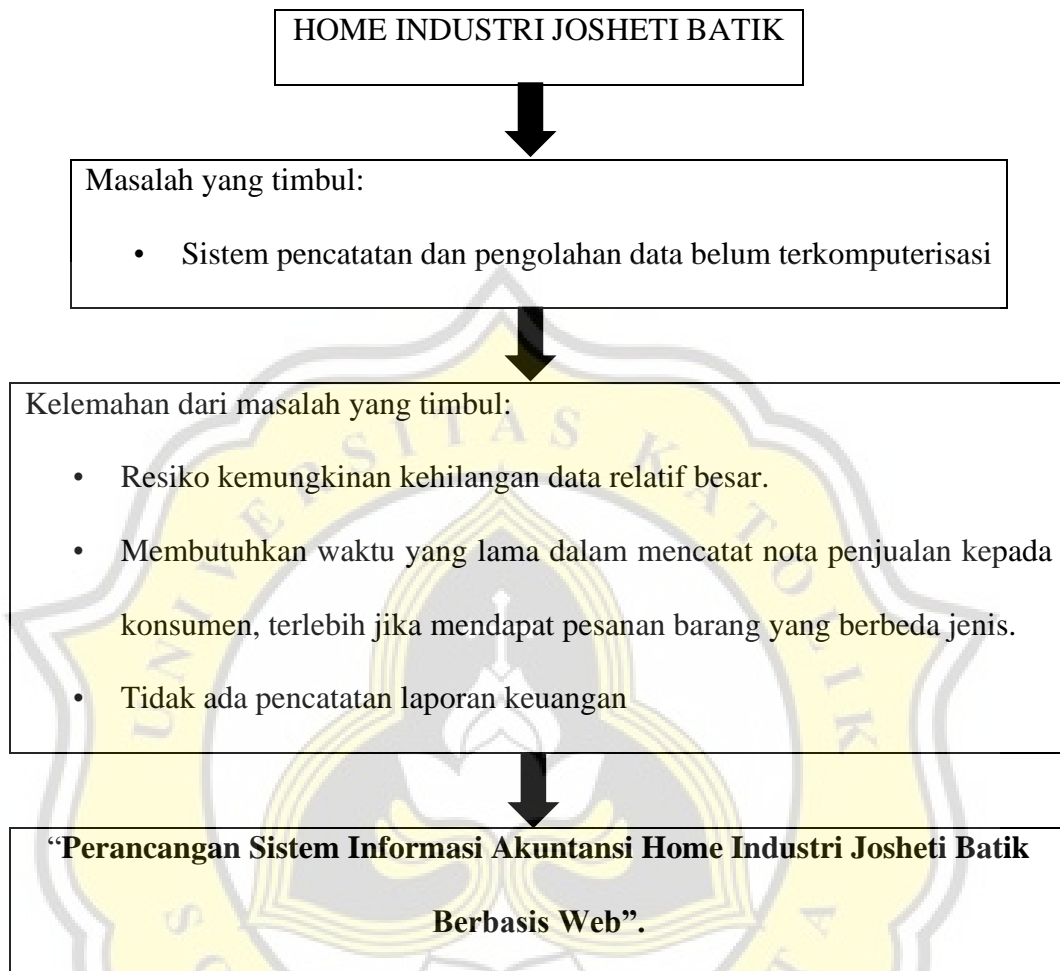 HOME INDUSTRI JOSHETI BATIK
Masalah yang timbul:
• Sistem pencatatan dan pengolahan data belum terkomputerisasi
Kelemahan dari masalah yang timbul:
• Resiko kemungkinan kehilangan data relatif besar.
• Membutuhkan waktu yang lama dalam mencatat nota penjualan kepada
konsumen, terlebih jika mendapat pesanan barang yang berbeda jenis.
• Tidak ada pencatatan laporan keuangan
“Perancangan Sistem Informasi Akuntansi Home Industri Josheti Batik
Berbasis Web”.
UNIVERSITAS KATOLIK